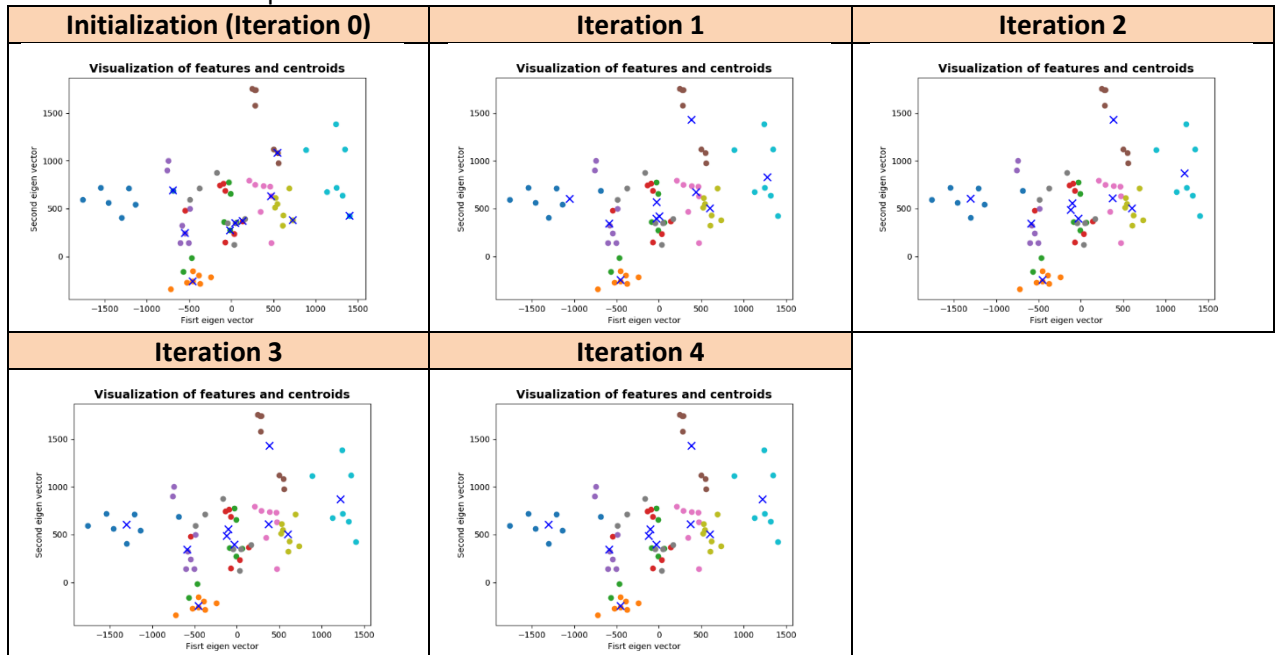 Initialization (Iteration 0)
Iteration 1
Iteration 2
Visualization of features and centroids
Second eigen vector
1500
1000
500
0
−1500
−1000
−500
0
500
1000
1500
Fisrt eigen vector
Visualization of features and centroids
Second eigen vector
1500
1000
500
0
−1500
−1000
−500
0
500
1000
1500
Fisrt eigen vector
Visualization of features and centroids
Second eigen vector
1500
1000
500
0
−1500
−1000
−500
0
500
1000
1500
Fisrt eigen vector
Iteration 3
Iteration 4
Visualization of features and centroids
Second eigen vector
1500
1000
500
0
−1500
−1000
−500
0
500
1000
1500
Fisrt eigen vector
Visualization of features and centroids
Second eigen vector
1500
1000
500
0
−1500
−1000
−500
0
500
1000
1500
Fisrt eigen vector